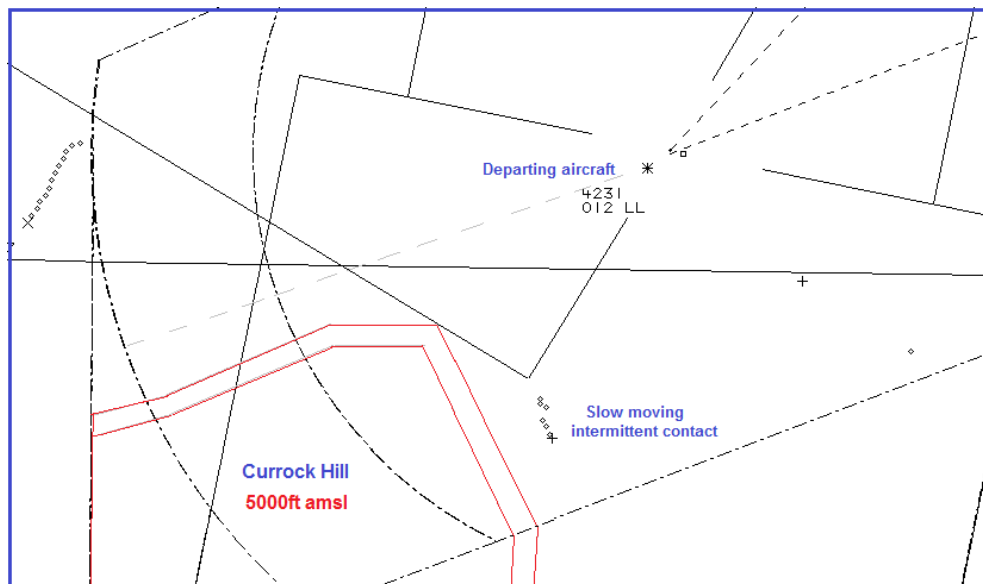 Departing aircraft
4231
012 LL
Slow moving
intermittent contact
Currock Hill
5000ft amsl